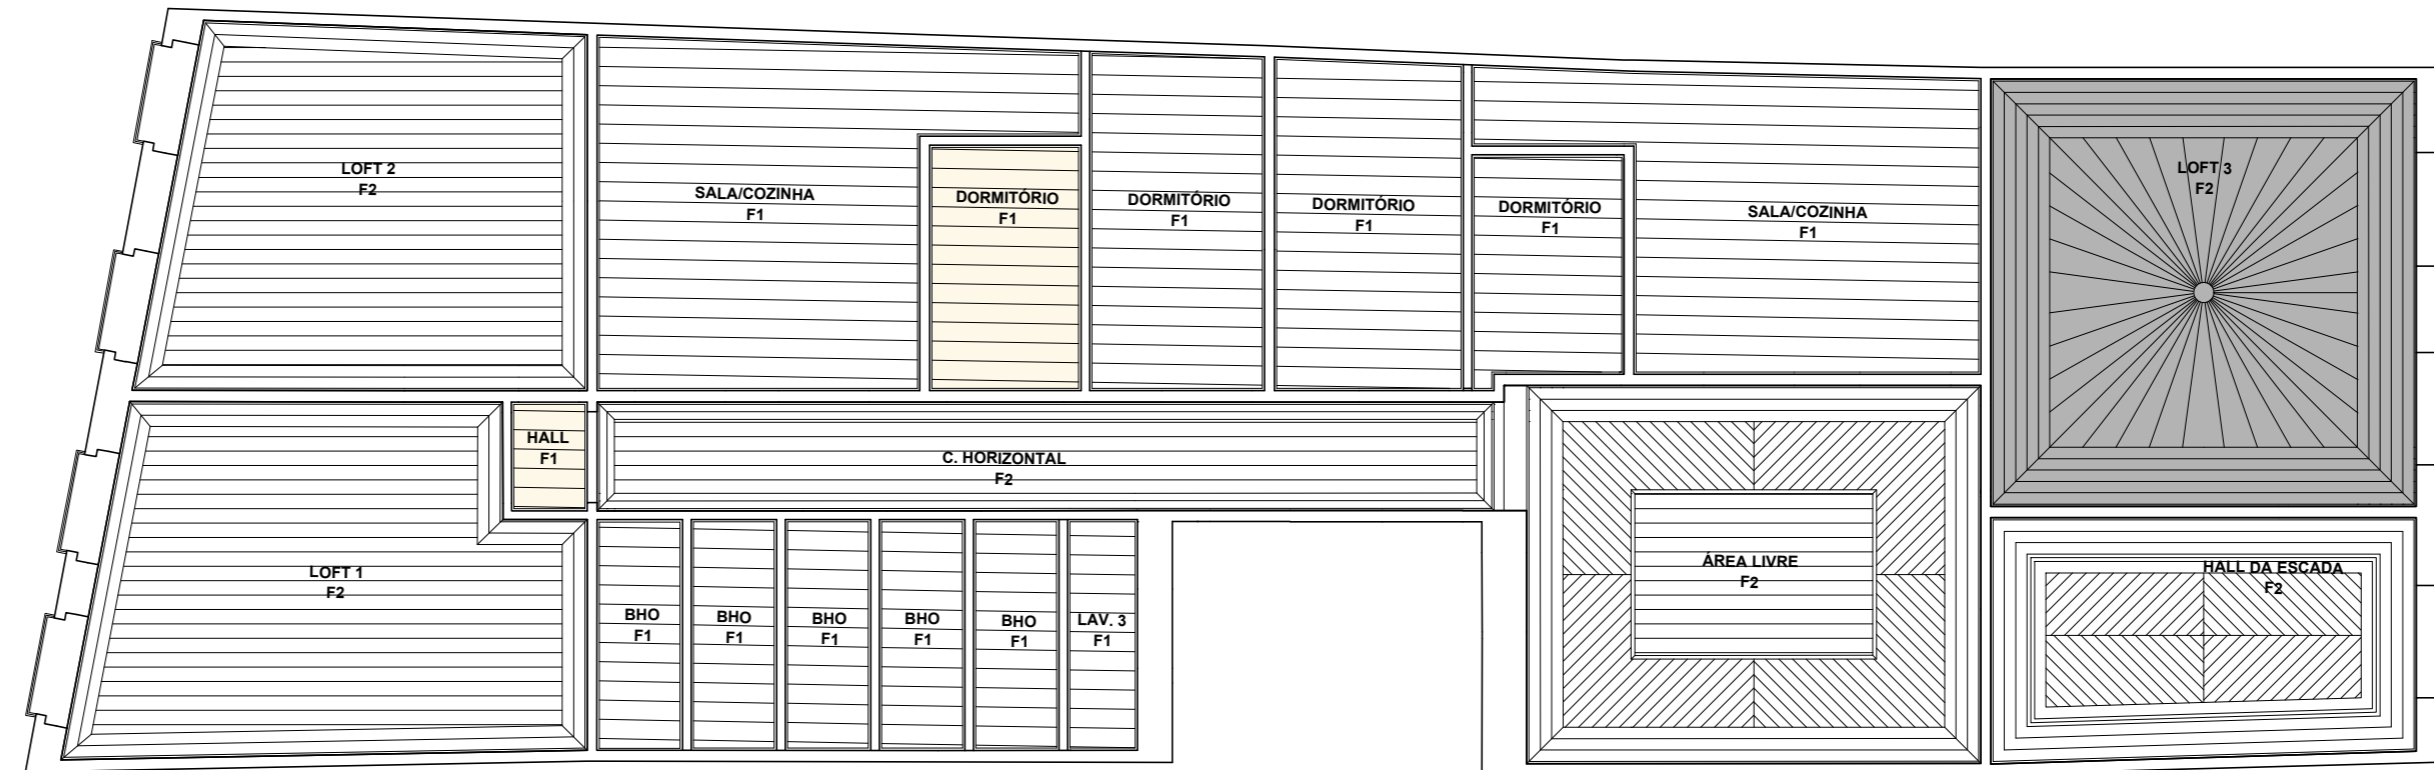 LOFT 2
F2
SALA/COZINHA
F1
DORMITÓRIO
F1
DORMITÓRIO
F1
DORMITÓRIO
F1
DORMITÓRIO
F1
SALA/COZINHA
F1
LOFT 3
F2
HALL
F1
C. HORIZONTAL
F2
LOFT 1
F2
BHO
F1
BHO
F1
BHO
F1
BHO
F1
BHO
F1
LAV. 3
F1
ÁREA LIVRE
F2
HALL DA ESCADA
F2